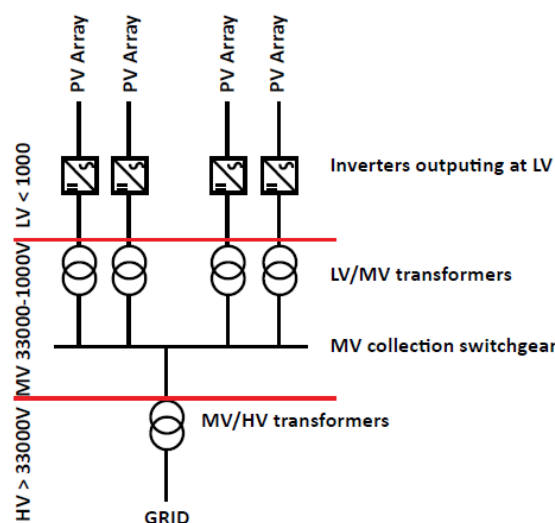 PV Array
PV Array
PV Array
PV Array
LV < 1000
Inverters outputing at LV
MV 33000-1000V
LV/MV transformers
MV collection switchgear
HV > 33000V
MV/HV transformers
GRID